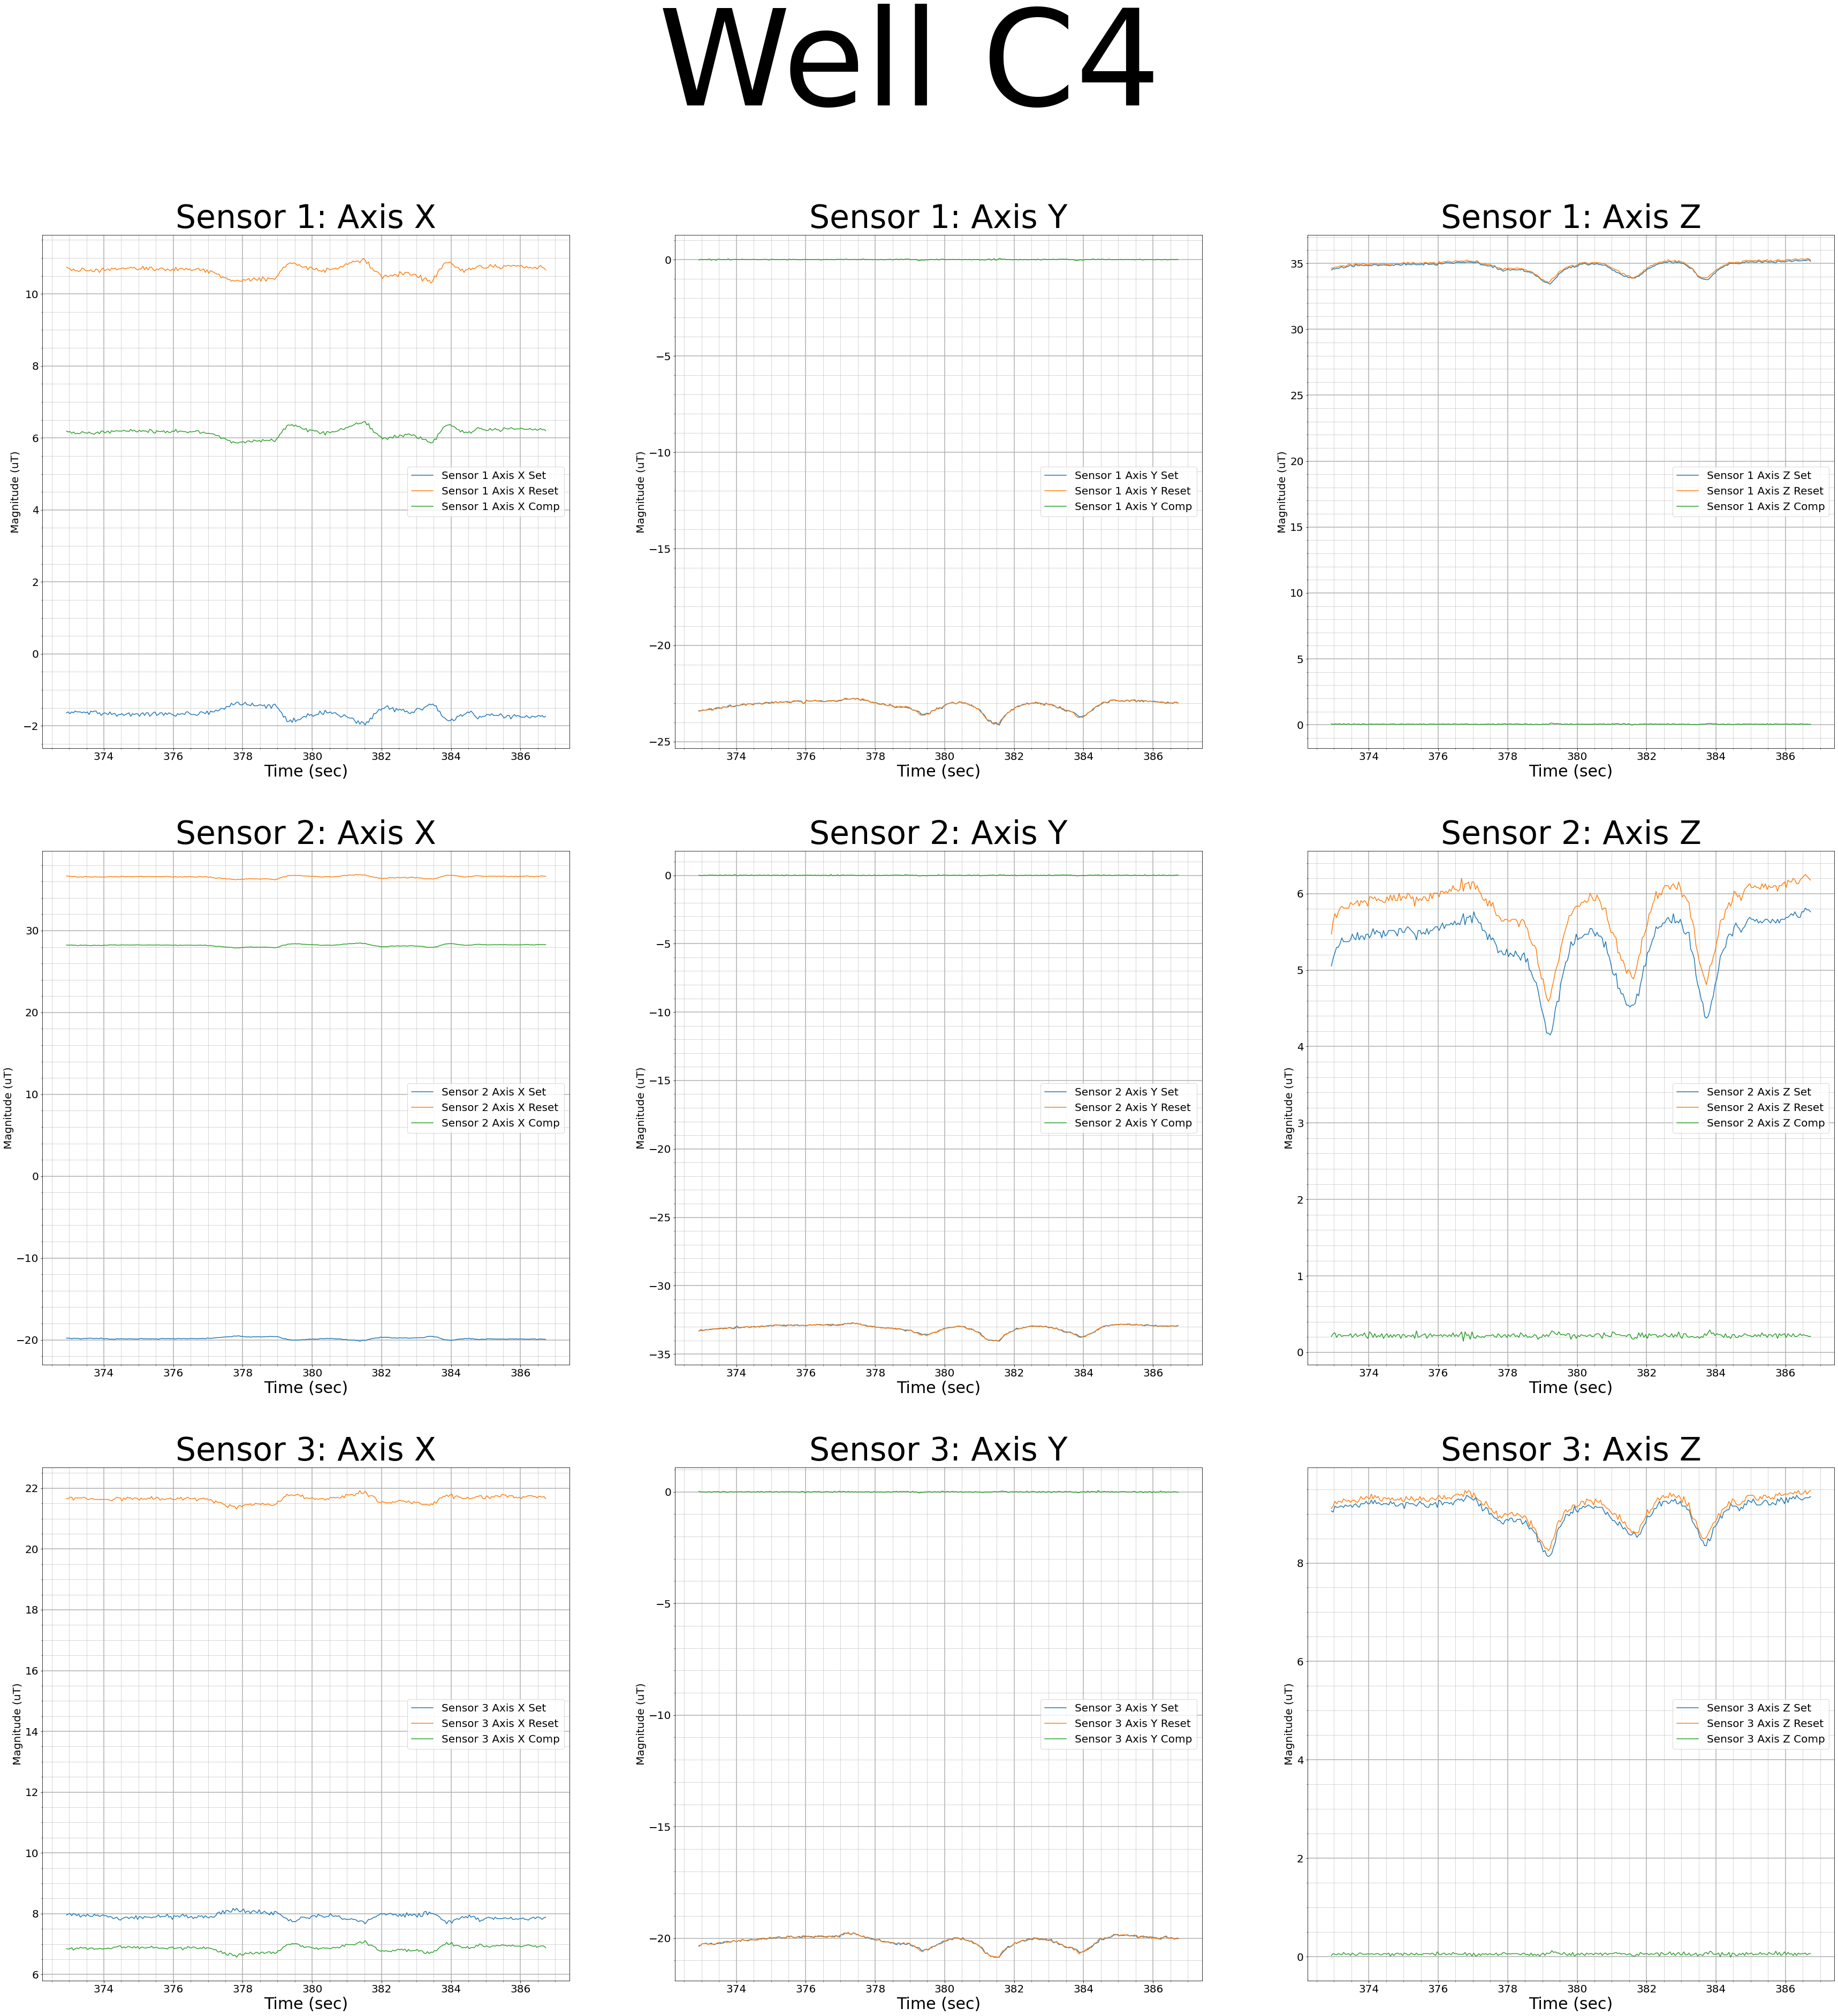 Well C4
Sensor 1: Axis X
Magnitude (uT)
10
8
6
4
2
0
−2
Sensor 1 Axis X Set
Sensor 1 Axis X Reset
Sensor 1 Axis X Comp
374 376 378 380 382 384 386
Time (sec)
Sensor 1: Axis Y
Magnitude (uT)
0
−5
−10
−15
−20
−25
Sensor 1 Axis Y Set
Sensor 1 Axis Y Reset
Sensor 1 Axis Y Comp
374 376 378 380 382 384 386
Time (sec)
Sensor 1: Axis Z
Magnitude (uT)
35
30
25
20
15
10
5
0
Sensor 1 Axis Z Set
Sensor 1 Axis Z Reset
Sensor 1 Axis Z Comp
374 376 378 380 382 384 386
Time (sec)
Sensor 2: Axis X
Magnitude (uT)
30
20
10
0
−10
−20
Sensor 2 Axis X Set
Sensor 2 Axis X Reset
Sensor 2 Axis X Comp
374 376 378 380 382 384 386
Time (sec)
Sensor 2: Axis Y
Magnitude (uT)
0
−5
−10
−15
−20
−25
−30
−35
Sensor 2 Axis Y Set
Sensor 2 Axis Y Reset
Sensor 2 Axis Y Comp
374 376 378 380 382 384 386
Time (sec)
Sensor 2: Axis Z
Magnitude (uT)
6
5
4
3
2
1
0
Sensor 2 Axis Z Set
Sensor 2 Axis Z Reset
Sensor 2 Axis Z Comp
374 376 378 380 382 384 386
Time (sec)
Sensor 3: Axis X
Magnitude (uT)
22
20
18
16
14
12
10
8
6
Sensor 3 Axis X Set
Sensor 3 Axis X Reset
Sensor 3 Axis X Comp
374 376 378 380 382 384 386
Time (sec)
Sensor 3: Axis Y
Magnitude (uT)
0
−5
−10
−15
−20
Sensor 3 Axis Y Set
Sensor 3 Axis Y Reset
Sensor 3 Axis Y Comp
374 376 378 380 382 384 386
Time (sec)
Sensor 3: Axis Z
Magnitude (uT)
8
6
4
2
0
Sensor 3 Axis Z Set
Sensor 3 Axis Z Reset
Sensor 3 Axis Z Comp
374 376 378 380 382 384 386
Time (sec)